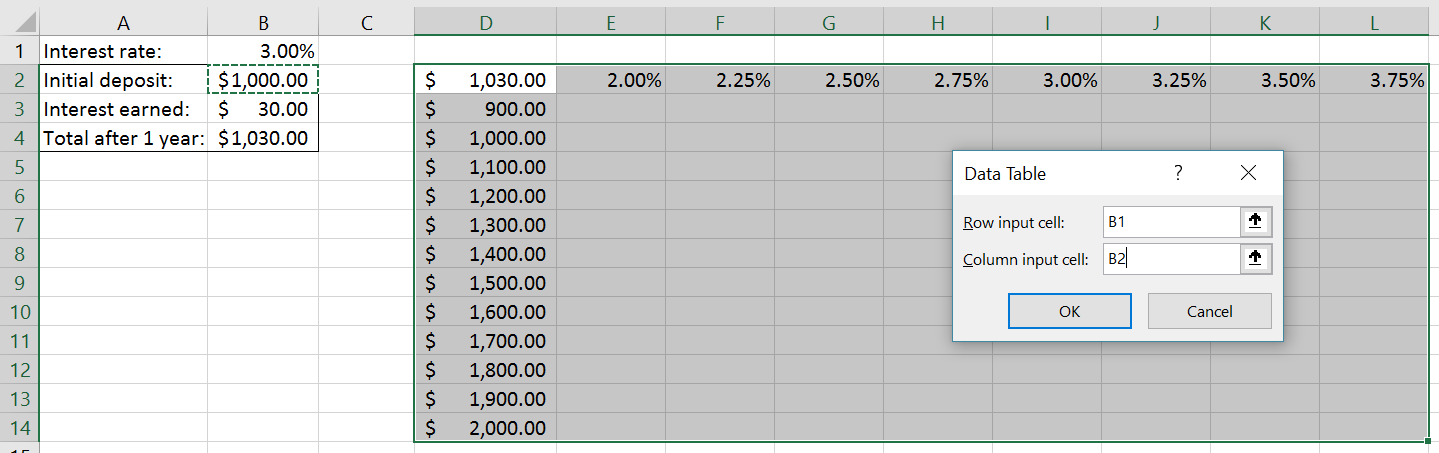 A B C D E F G H I J K L
1 Interest rate: 3.00%
2 Initial deposit: $1,000.00 $ 1,030.00 2.00% 2.25% 2.50% 2.75% 3.00% 3.25% 3.50% 3.75%
3 Interest earned: $ 30.00 $ 900.00
4 Total after 1 year: $1,030.00 $ 1,000.00
5 $ 1,100.00
6 $ 1,200.00
7 $ 1,300.00
8 $ 1,400.00
9 $ 1,500.00
10 $ 1,600.00
11 $ 1,700.00
12 $ 1,800.00
13 $ 1,900.00
14 $ 2,000.00
Data Table ?
Row input cell: B1
Column input cell: B2
OK Cancel